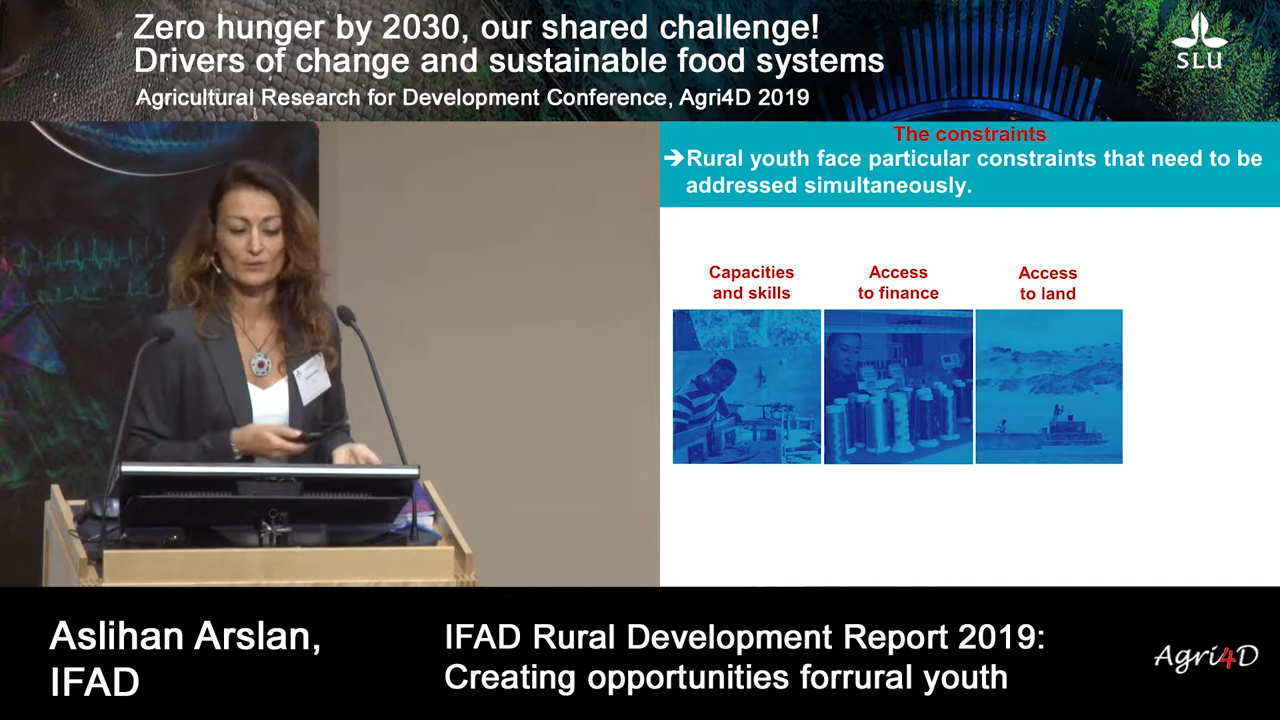 Zero hunger by 2030, our shared challenge!
Drivers of change and sustainable food systems
Agricultural Research for Development Conference, Agri4D 2019
SLU
The constraints
➔Rural youth face particular constraints that need to be
addressed simultaneously.
Capacities
and skills
Access
to finance
Access
to land
Aslihan Arslan,
IFAD
IFAD Rural Development Report 2019:
Creating opportunities forrural youth
Agri4D